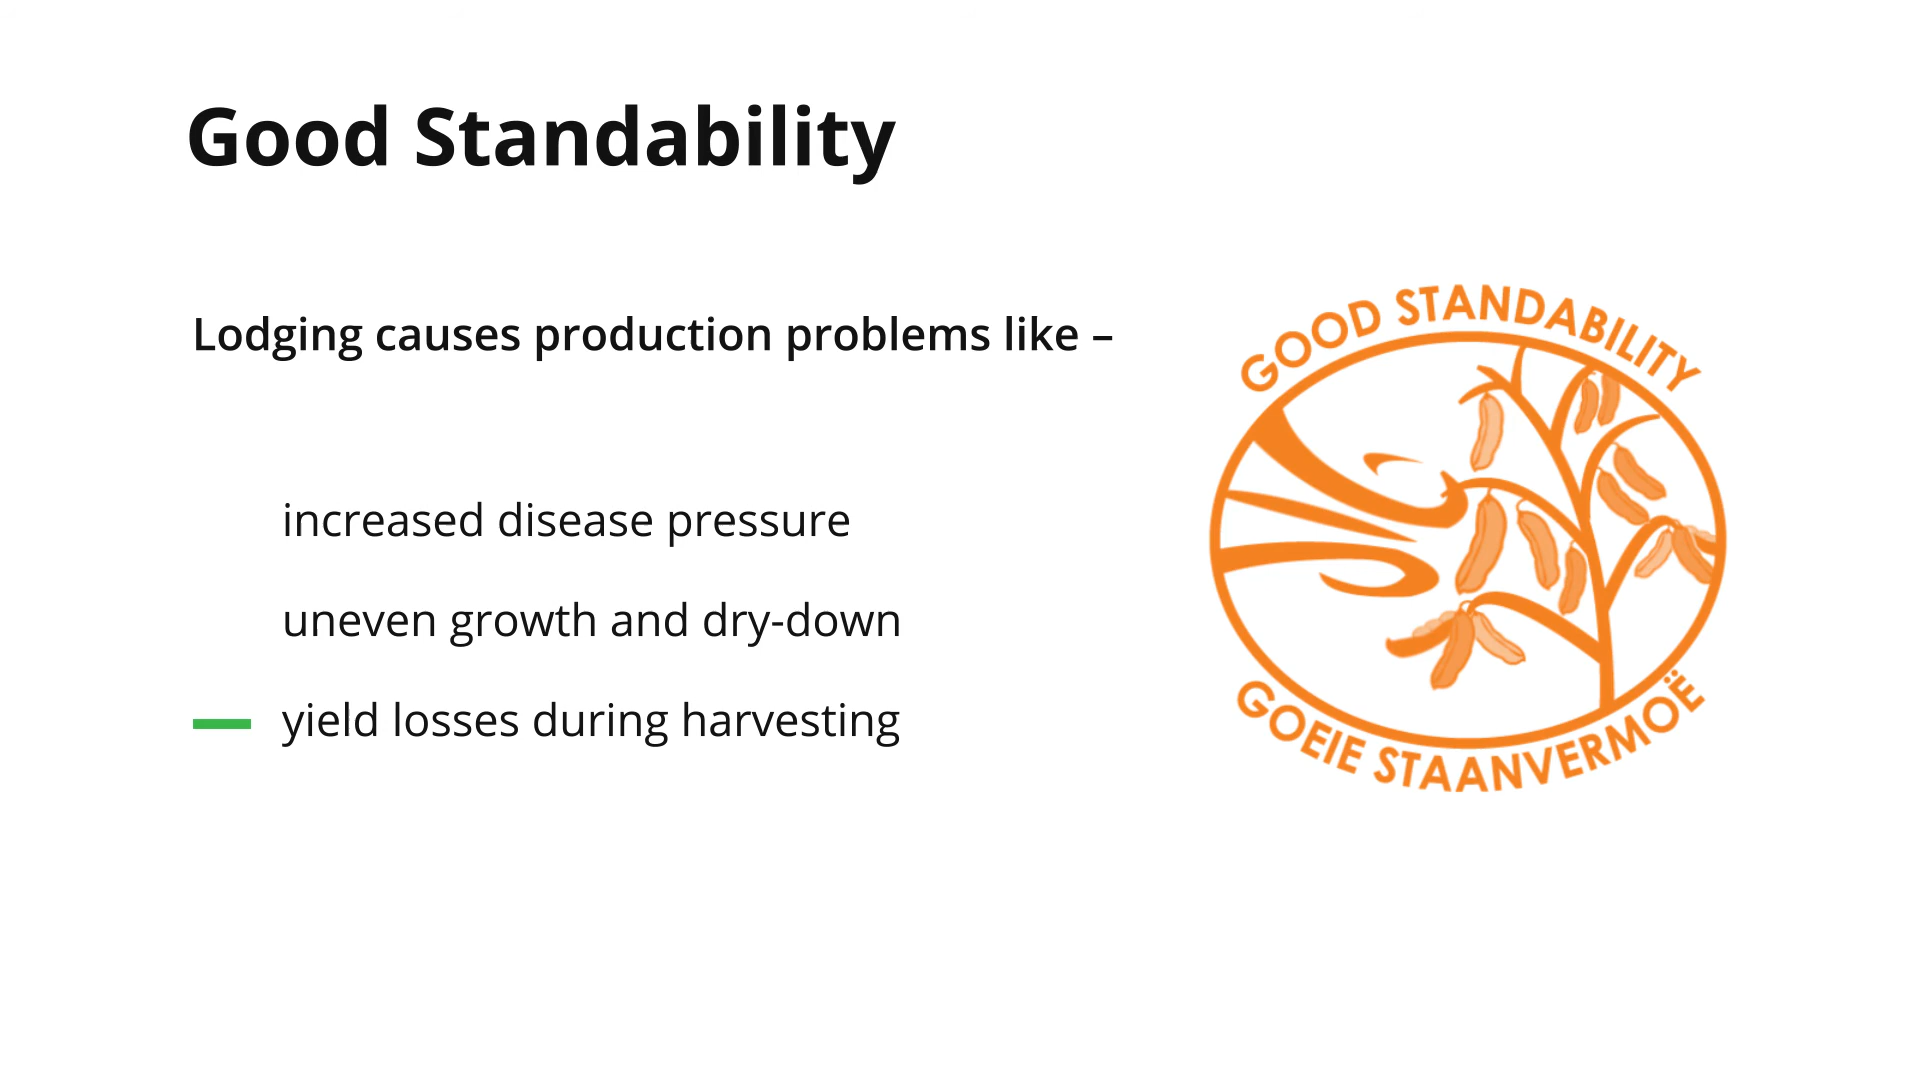 Good Standability
Lodging causes production problems like –
increased disease pressure
uneven growth and dry-down
yield losses during harvesting
GOOD STANDABILITY
GOEIE STAANVERMOË